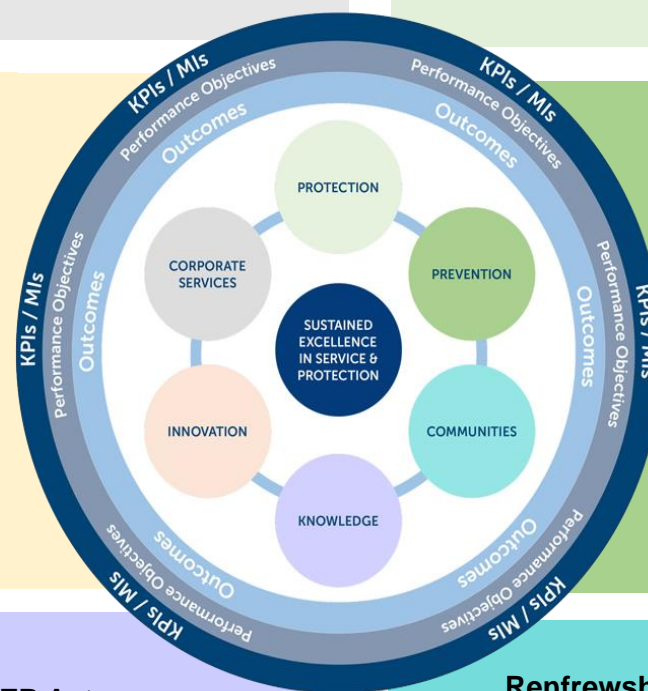 KPIs / MIs
KPIs / MIs
Performance Objectives
Performance Objectives
Outcomes
Outcomes
PROTECTION
CORPORATE
SERVICES
PREVENTION
KPIs / MIs
Performance Objectives
Outcomes
SUSTAINED
EXCELLENCE
IN SERVICE &
PROTECTION
Outcomes
Performance Objectives
KPIs / MIs
INNOVATION
COMMUNITIES
KNOWLEDGE
Outcomes
Outcomes
Performance Objectives
Performance Objectives
KPIs / MIs
KPIs / MIs